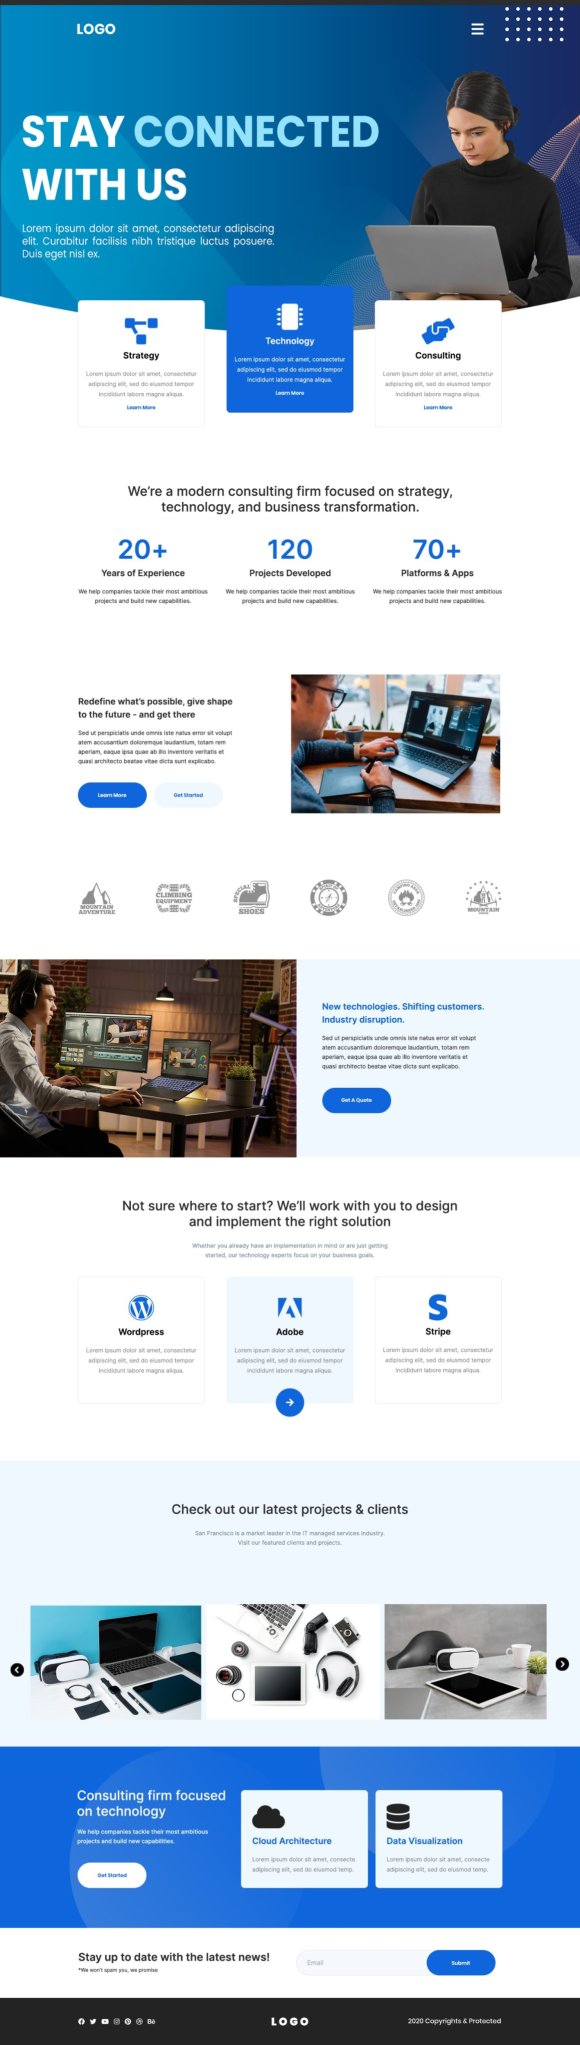 LOGO
STAY CONNECTED
WITH US
Lorem ipsum dolor sit amet, consectetur adipiscing
elit. Curabitur facilisis nibh tristique luctus posuere.
Duis eget nisl ex.
Strategy
Lorem ipsum dolor sit amet, consectetur
adipiscing elit, sed do eiusmod tempor
incididunt labore magna aliqua.
Learn More
Technology
Lorem ipsum dolor sit amet, consectetur
adipiscing elit, sed do eiusmod tempor
incididunt labore magna aliqua.
Learn More
Consulting
Lorem ipsum dolor sit amet, consectetur
adipiscing elit, sed do eiusmod tempor
incididunt labore magna aliqua.
Learn More
We’re a modern consulting firm focused on strategy,
technology, and business transformation.
20+
Years of Experience
We help companies tackle their most ambitious
projects and build new capabilities.
120
Projects Developed
We help companies tackle their most ambitious
projects and build new capabilities.
70+
Platforms & Apps
We help companies tackle their most ambitious
projects and build new capabilities.
Redefine what’s possible, give shape
to the future - and get there
Sed ut perspiciatis unde omnis iste natus error sit volupt
atem accusantium doloremque laudantium, totam rem
aperiam, eaque ipsa quae ab illo inventore veritatis et
quasi architecto beatae vitae dicta sunt explicabo.
Learn More
Get Started
MOUNTAIN
ADVENTURE
CLIMBING
EQUIPMENT
SPECIAL
SHOES
MOUNTAIN
New technologies. Shifting customers.
Industry disruption.
Sed ut perspiciatis unde omnis iste natus error sit volupt
atem accusantium doloremque laudantium, totam rem
aperiam, eaque ipsa quae ab illo inventore veritatis et
quasi architecto beatae vitae dicta sunt explicabo.
Get A Quote
Not sure where to start? We’ll work with you to design
and implement the right solution
Whether you already have an implementation in mind or are just getting
started, our technology experts focus on your business goals.
Wordpress
Lorem ipsum dolor sit amet, consectetur
adipiscing elit, sed do eiusmod tempor
incididunt labore magna aliqua.
Adobe
Lorem ipsum dolor sit amet, consectetur
adipiscing elit, sed do eiusmod tempor
incididunt labore magna aliqua.
Stripe
Lorem ipsum dolor sit amet, consectetur
adipiscing elit, sed do eiusmod tempor
incididunt labore magna aliqua.
Check out our latest projects & clients
San Francisco is a market leader in the IT managed services industry.
Visit our featured clients and projects.
Consulting firm focused
on technology
We help companies tackle their most ambitious
projects and build new capabilities.
Get Started
Cloud Architecture
Lorem ipsum dolor sit amet, consecte
adipiscing elit, sed do eiusmod temp.
Data Visualization
Lorem ipsum dolor sit amet, consecte
adipiscing elit, sed do eiusmod temp.
Stay up to date with the latest news!
*We won’t spam you, we promise
Email
Submit
LOGO
2020 Copyrights & Protected